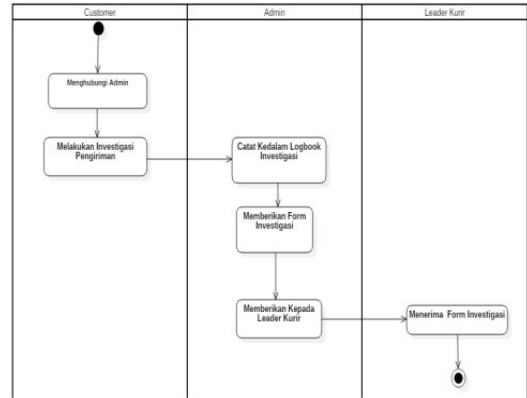 Customer
Admin
Leader Kurir
Menghubungi Admin
Melakukan Investigasi
Pengiriman
Catat Kedalam Logbook
Investigasi
Memberikan Form
Investigasi
Memberikan Kepada
Leader Kurir
Menerima Form Investigasi